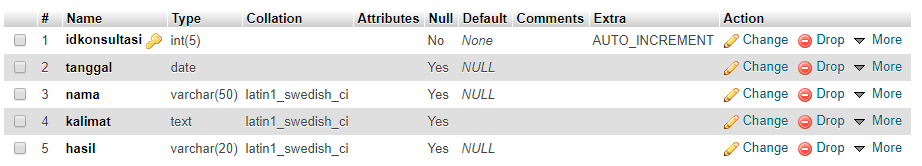 # Name Type Collation Attributes Null Default Comments Extra Action
1 idkonsultasi int(5) No None AUTO_INCREMENT Change Drop More
2 tanggal date Yes NULL Change Drop More
3 nama varchar(50) latin1_swedish_ci Yes NULL Change Drop More
4 kalimat text latin1_swedish_ci Yes Change Drop More
5 hasil varchar(20) latin1_swedish_ci Yes NULL Change Drop More